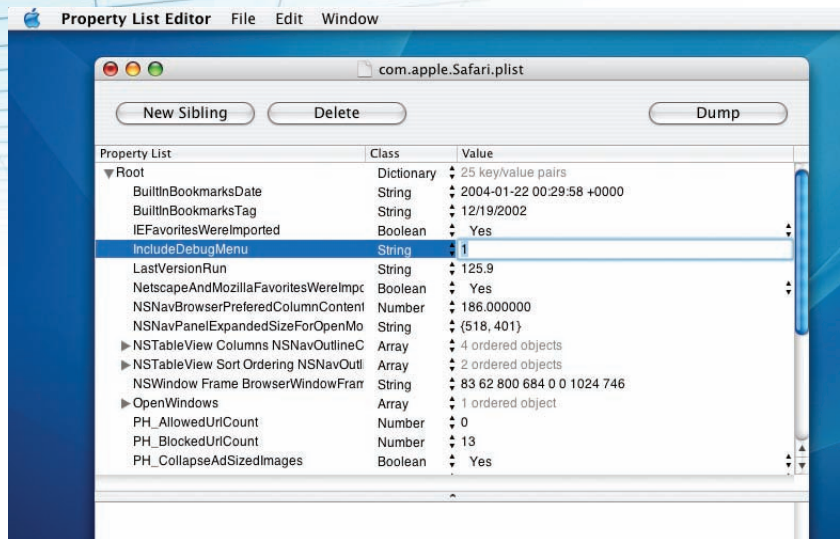 Property List Editor File Edit Window
com.apple.Safari.plist
New Sibling Delete Dump
Property List Class Value
Root Dictionary 25 key/value pairs
BuiltInBookmarksDate String 2004-01-22 00:29:58 +0000
BuiltInBookmarksTag String 12/19/2002
IEFavoritesWereImported Boolean Yes
IncludeDebugMenu String 1
LastVersionRun String 125.9
NetscapeAndMozillaFavoritesWereImpc Boolean Yes
NSNavBrowserPreferedColumnContent Number 186.000000
NSNavPanelExpandedSizeForOpenMo String {518, 401}
NSTableView Columns NSNavOutlineC Array 4 ordered objects
NSTableView Sort Ordering NSNavOutli Array 2 ordered objects
NSWindow Frame BrowserWindowFram String 83 62 800 684 0 0 1024 746
OpenWindows Array 1 ordered object
PH_AllowedUrlCount Number 0
PH_BlockedUrlCount Number 13
PH_CollapseAdSizedImages Boolean Yes